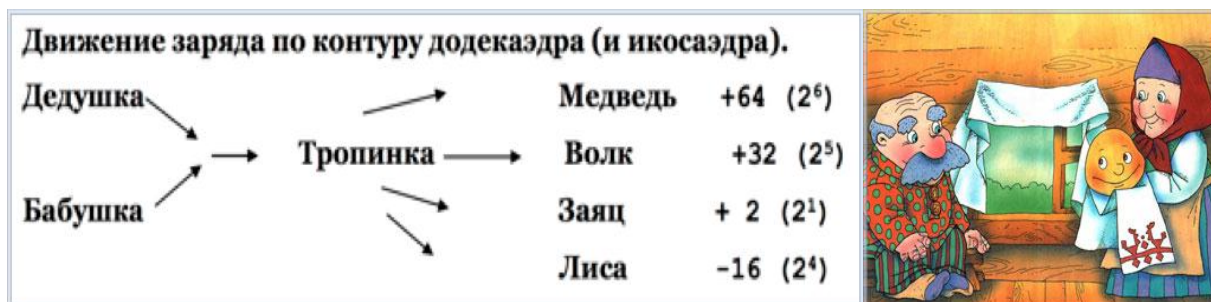 Движение заряда по контуру додекаэдра (и икосаэдра).
Дедушка
Медведь +64 (2⁶)
Тропинка
Волк +32 (2⁵)
Бабушка
Заяц + 2 (2¹)
Лиса -16 (2⁴)